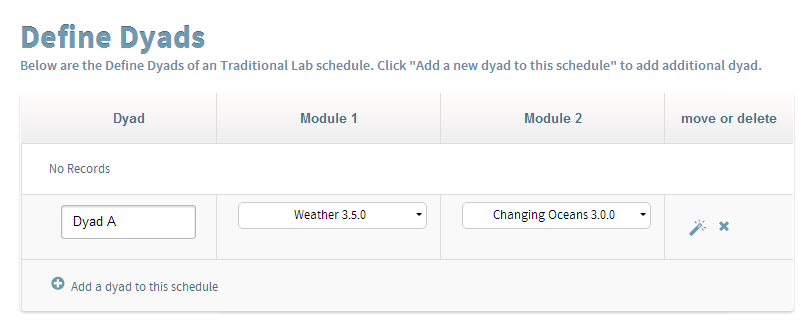 Define Dyads
Below are the Define Dyads of an Traditional Lab schedule. Click "Add a new dyad to this schedule" to add additional dyad.
Dyad Module 1 Module 2 move or delete
No Records
Dyad A Weather 3.5.0 Changing Oceans 3.0.0
Add a dyad to this schedule